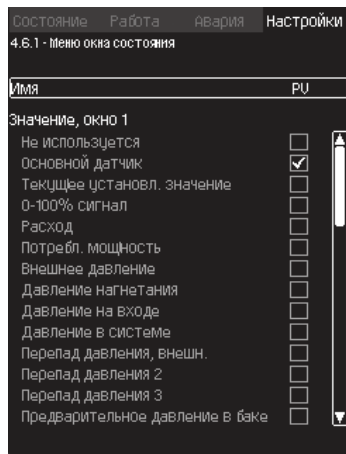 Состояние Работа Авария Настройки
4.6.1 - Меню окна состояния
Имя PV
Значение, окно 1
Не используется
Основной датчик
Текущее установл. значение
0-100% сигнал
Расход
Потребл. мощность
Внешнее давление
Давление нагнетания
Давление на входе
Давление в системе
Перепад давления, внешн.
Перепад давления 2
Перепад давления 3
Предварительное давление в баке